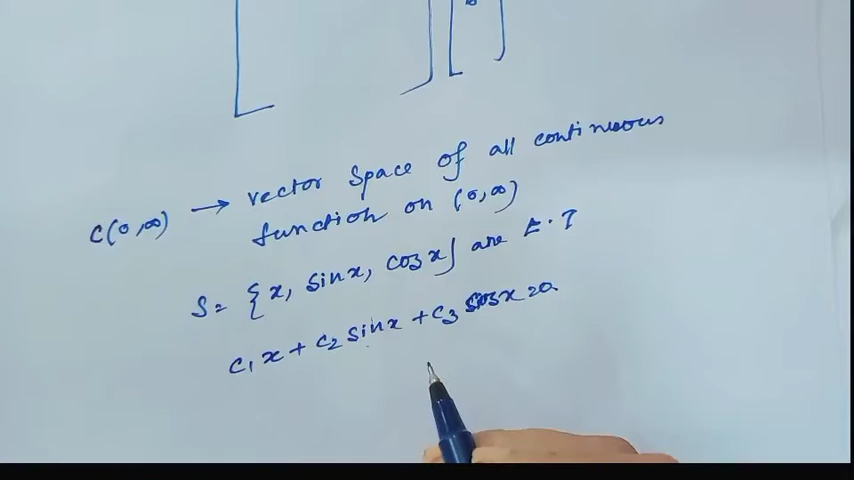 C(0,∞) → vector space of all continuous
function on (0,∞)
S = {x, sinx, cosx} are
c₁x + c₂ sinx + c₃ cosx = 0